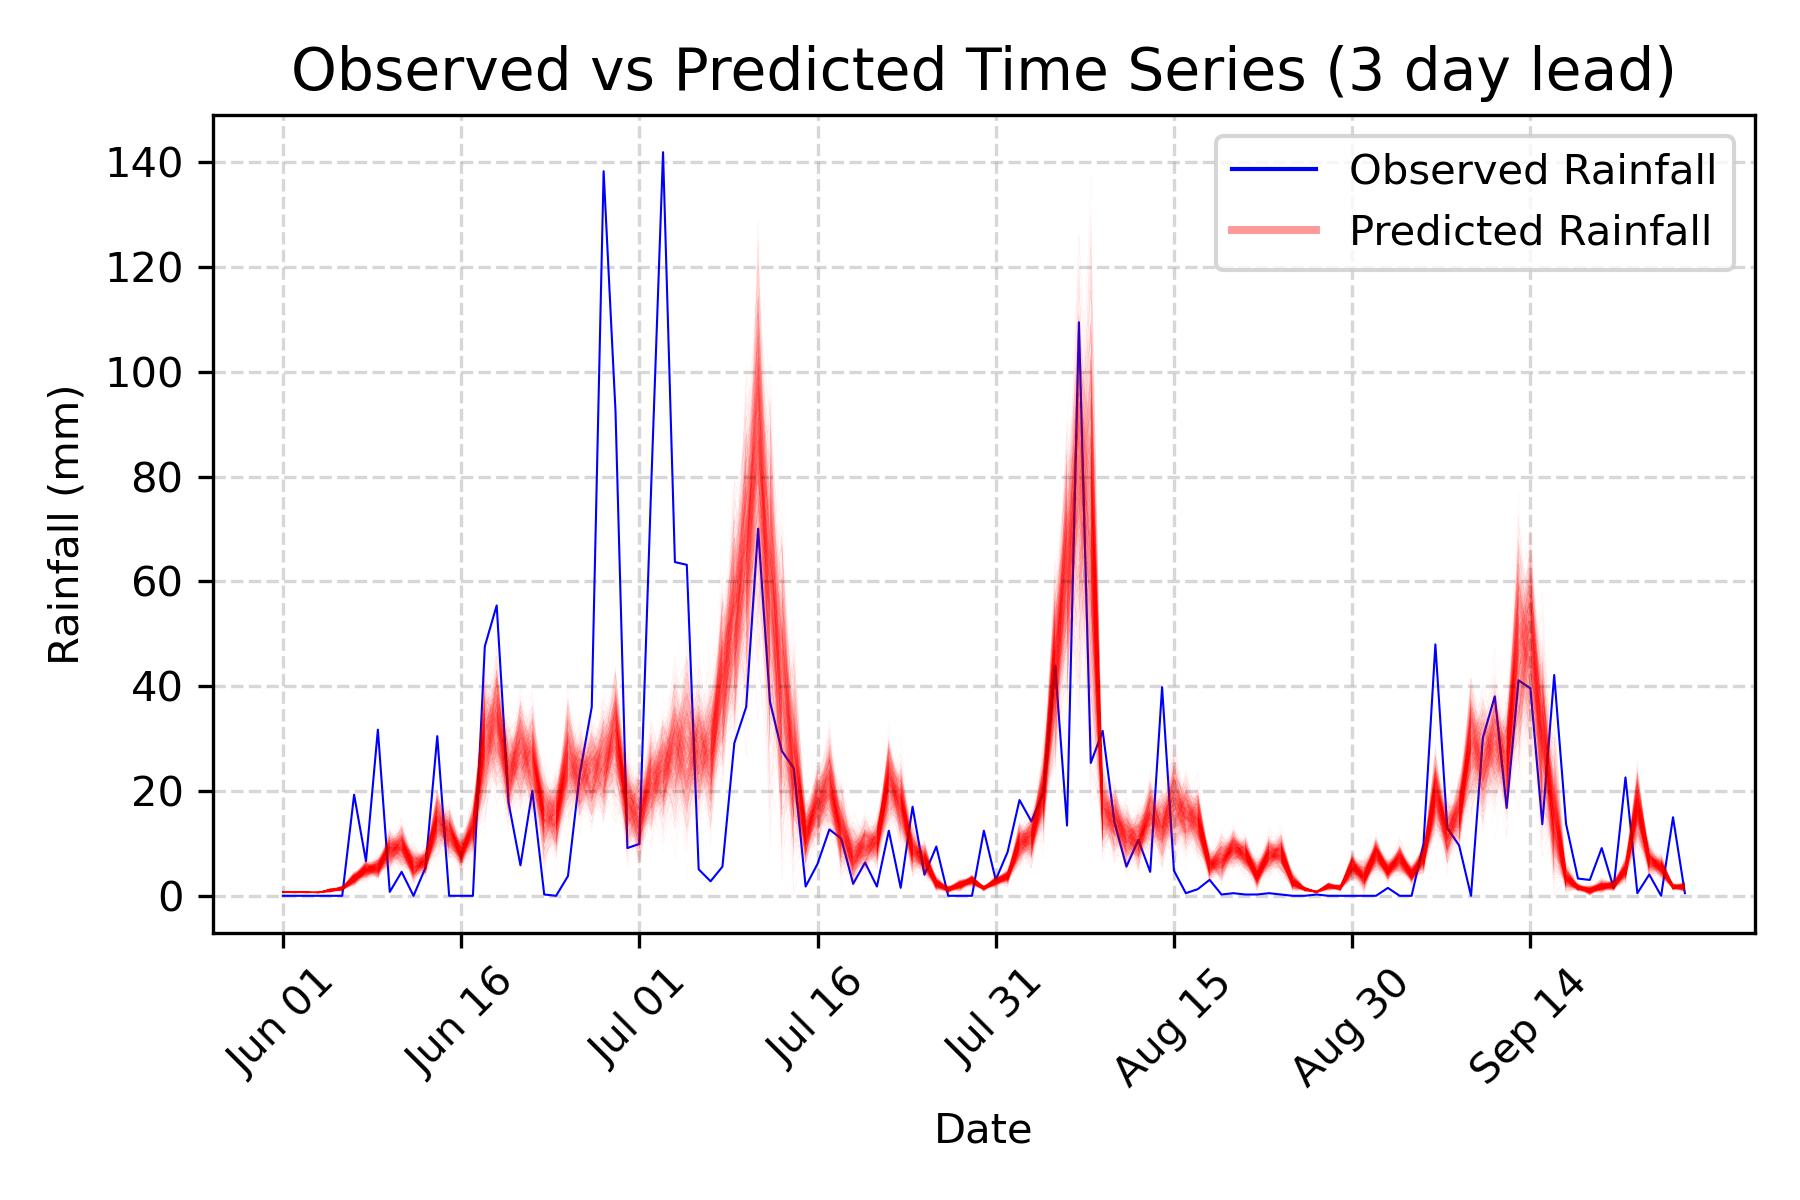 Observed vs Predicted Time Series (3 day lead)
Observed Rainfall
Predicted Rainfall
Rainfall (mm)
140
120
100
80
60
40
20
0
Jun 01
Jun 16
Jul 01
Jul 16
Jul 31
Aug 15
Aug 30
Sep 14
Date